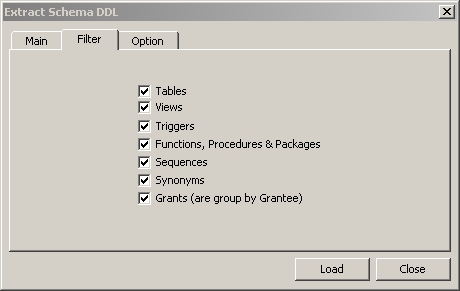 Extract Schema DDL
Main Filter Option
Tables
Views
Triggers
Functions, Procedures & Packages
Sequences
Synonyms
Grants (are group by Grantee)
Load Close